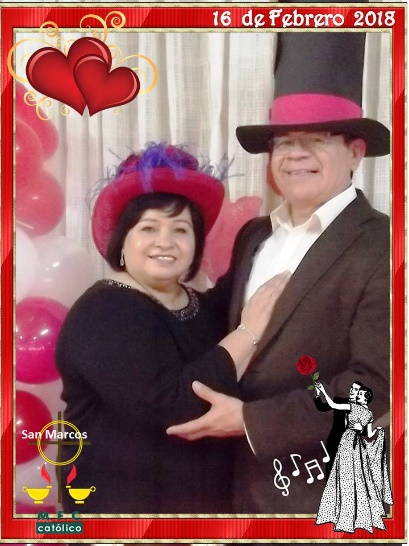 16 de Febrero 2018
San Marcos
M F C
católico